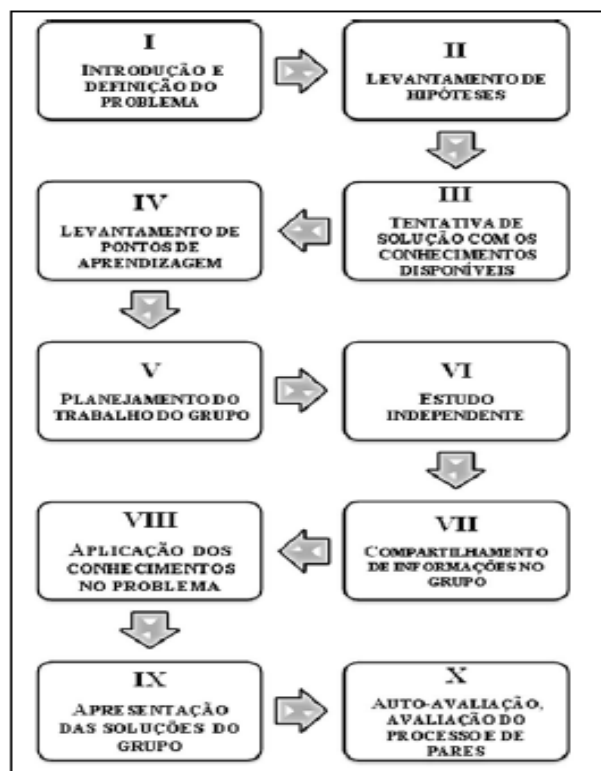 I
INTRODUÇÃO E
DEFINIÇÃO DO
PROBLEMA
II
LEVANTAMENTO DE
HIPÓTESES
III
TENTATIVA DE
SOLUÇÃO COM OS
CONHECIMENTOS
DISPONÍVEIS
IV
LEVANTAMENTO DE
PONTOS DE
APRENDIZAGEM
V
PLANEJAMENTO DO
TRABALHO DO GRUPO
VI
ESTUDO
INDEPENDENTE
VII
COMPARTILHAMENTO
DE INFORMAÇÕES NO
GRUPO
VIII
APLICAÇÃO DOS
CONHECIMENTOS
NO PROBLEMA
IX
APRESENTAÇÃO
DAS SOLUÇÕES DO
GRUPO
X
AUTO-AVALIAÇÃO,
AVALIAÇÃO DO
PROCESSO E DE
PARES